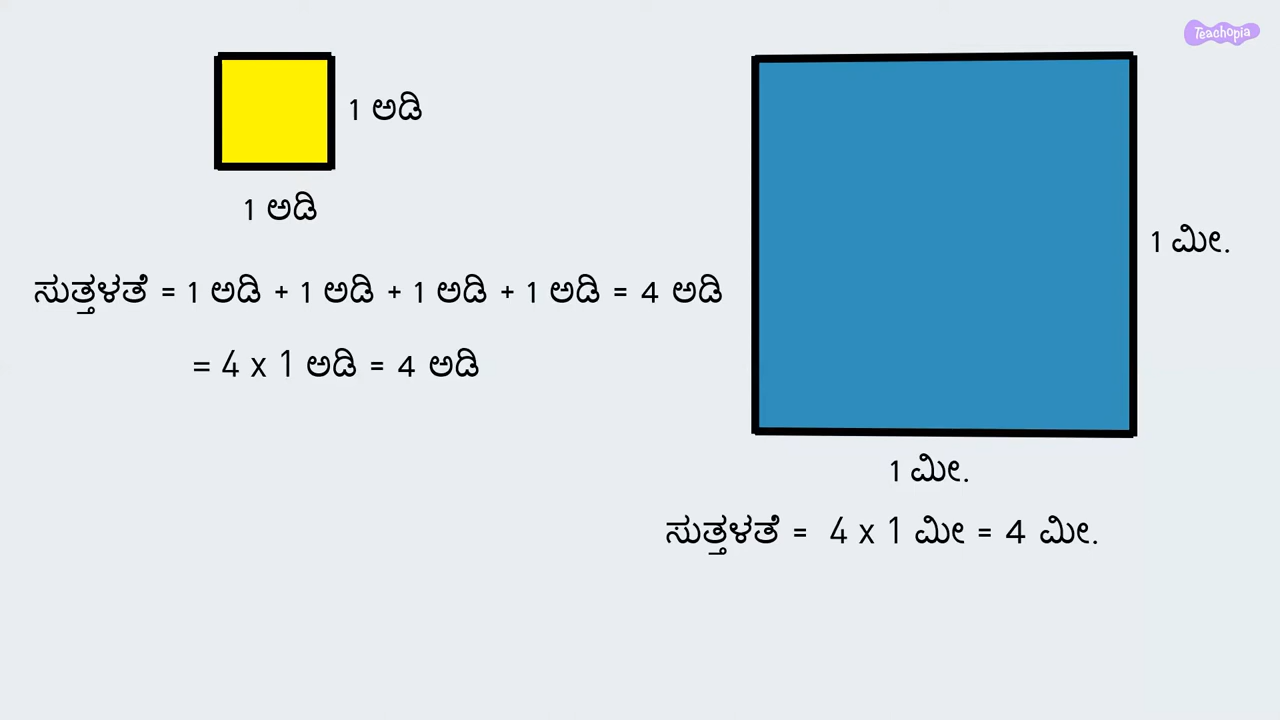 Teachopia
1 ಅಡಿ
1 ಅಡಿ
ಸುತ್ತಳತೆ = 1 ಅಡಿ + 1 ಅಡಿ + 1 ಅಡಿ + 1 ಅಡಿ = 4 ಅಡಿ
= 4 x 1 ಅಡಿ = 4 ಅಡಿ
1 ಮೀ.
1 ಮೀ.
ಸುತ್ತಳತೆ = 4 x 1 ಮೀ = 4 ಮೀ.